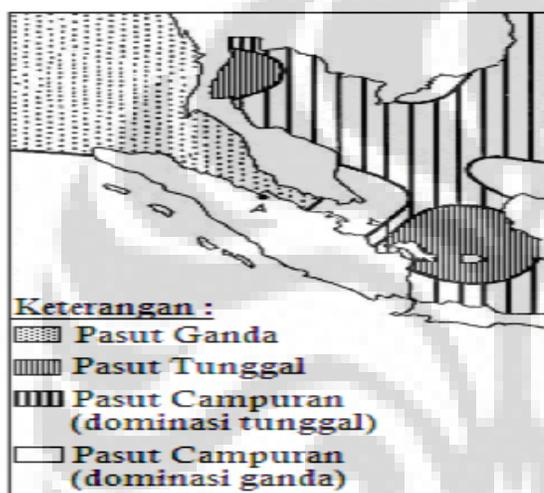 A
Keterangan :
Pasut Ganda
Pasut Tunggal
Pasut Campuran
(dominasi tunggal)
Pasut Campuran
(dominasi ganda)